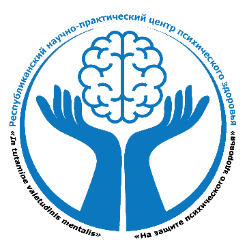 Республиканский научно-практический центр психического здоровья
«In tutamine valetudinis mentalis»
«На защите психического здоровья»